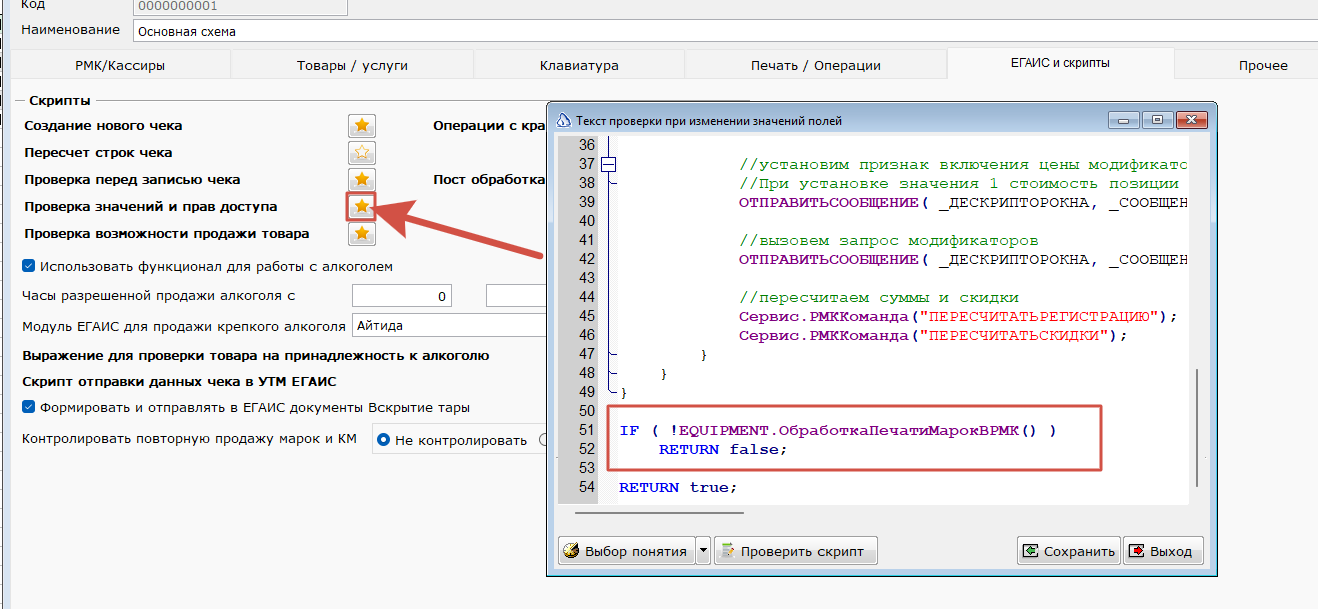 Код
0000000001
Наименование
Основная схема
РМК/Кассиры
Товары / услуги
Клавиатура
Печать / Операции
ЕГАИС и скрипты
Прочее
Скрипты
Создание нового чека
Операции с кра
Пересчет строк чека
Проверка перед записью чека
Пост обработка
Проверка значений и прав доступа
Проверка возможности продажи товара
Использовать функционал для работы с алкоголем
Часы разрешенной продажи алкоголя с
0
Модуль ЕГАИС для продажи крепкого алкоголя
Айтида
Выражение для проверки товара на принадлежность к алкоголю
Скрипт отправки данных чека в УТМ ЕГАИС
Формировать и отправлять в ЕГАИС документы Вскрытие тары
Контролировать повторную продажу марок и КМ
Не контролировать
Текст проверки при изменении значений полей
36
37 //установим признак включения цены модификато
38 //При установке значения 1 стоимость позиции
39 ОТПРАВИТЬСООБЩЕНИЕ( _ДЕСКРИПТОРОКНА, _СООБЩЕН
40
41 //вызовем запрос модификаторов
42 ОТПРАВИТЬСООБЩЕНИЕ( _ДЕСКРИПТОРОКНА, _СООБЩЕН
43
44 //пересчитаем суммы и скидки
45 Сервис.РМККоманда("ПЕРЕСЧИТАТЬРЕГИСТРАЦИЮ");
46 Сервис.РМККоманда("ПЕРЕСЧИТАТЬСКИДКИ");
47 }
48 }
49 }
50
51 IF ( !EQUIPMENT.ОбработкаПечатиМарокВРМК() )
52 RETURN false;
53
54 RETURN true;
Выбор понятия
Проверить скрипт
Сохранить
Выход